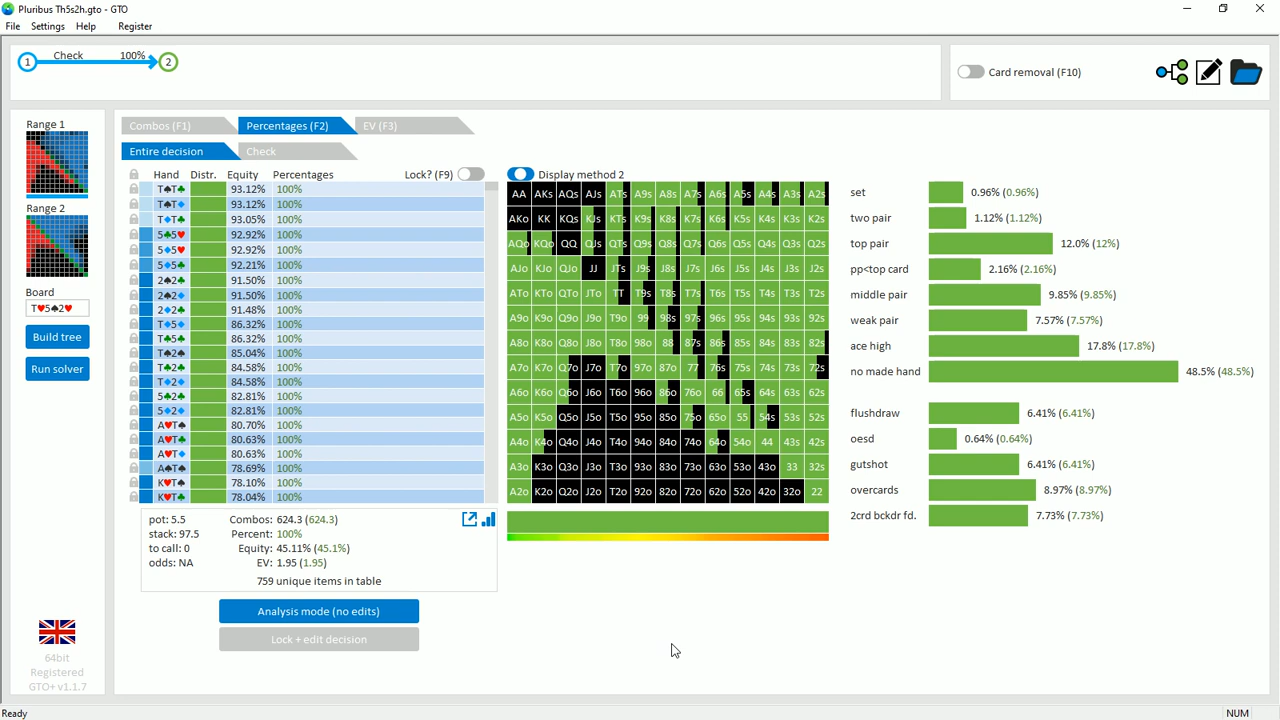 Pluribus Th5s2h.gto - GTO
File Settings Help Register
1 Check 100% 2
Card removal (F10)
Range 1
Range 2
Board
T♥5♠2♥
Build tree
Run solver
64bit
Registered
GTO+ v1.1.7
Combos (F1) Percentages (F2) EV (F3)
Entire decision Check
Hand Distr. Equity Percentages Lock? (F9)
T♠T♣ 93.12% 100%
T♠T♦ 93.12% 100%
T♦T♣ 93.05% 100%
5♣5♥ 92.92% 100%
5♦5♥ 92.92% 100%
5♦5♣ 92.21% 100%
2♠2♣ 91.50% 100%
2♠2♦ 91.50% 100%
2♦2♣ 91.48% 100%
T♦5♦ 86.32% 100%
T♣5♣ 86.32% 100%
T♠2♠ 85.04% 100%
T♣2♣ 84.58% 100%
T♦2♦ 84.58% 100%
5♣2♣ 82.81% 100%
5♦2♦ 82.81% 100%
A♥T♠ 80.70% 100%
A♥T♣ 80.63% 100%
A♥T♦ 80.63% 100%
A♠T♠ 78.69% 100%
K♥T♠ 78.10% 100%
K♥T♣ 78.04% 100%
pot: 5.5 Combos: 624.3 (624.3)
stack: 97.5 Percent: 100%
to call: 0 Equity: 45.11% (45.1%)
odds: NA EV: 1.95 (1.95)
759 unique items in table
Analysis mode (no edits)
Lock + edit decision
Display method 2
AA AKs AQs AJs ATs A9s A8s A7s A6s A5s A4s A3s A2s
AKo KK KQs KJs KTs K9s K8s K7s K6s K5s K4s K3s K2s
AQo KQo QQ QJs QTs Q9s Q8s Q7s Q6s Q5s Q4s Q3s Q2s
AJo KJo QJo JJ JTs J9s J8s J7s J6s J5s J4s J3s J2s
ATo KTo QTo JTo TT T9s T8s T7s T6s T5s T4s T3s T2s
A9o K9o Q9o J9o T9o 99 98s 97s 96s 95s 94s 93s 92s
A8o K8o Q8o J8o T8o 98o 88 87s 86s 85s 84s 83s 82s
A7o K7o Q7o J7o T7o 97o 87o 77 76s 75s 74s 73s 72s
A6o K6o Q6o J6o T6o 96o 86o 76o 66 65s 64s 63s 62s
A5o K5o Q5o J5o T5o 95o 85o 75o 65o 55 54s 53s 52s
A4o K4o Q4o J4o T4o 94o 84o 74o 64o 54o 44 43s 42s
A3o K3o Q3o J3o T3o 93o 83o 73o 63o 53o 43o 33 32s
A2o K2o Q2o J2o T2o 92o 82o 72o 62o 52o 42o 32o 22
set 0.96% (0.96%)
two pair 1.12% (1.12%)
top pair 12.0% (12%)
pp<top card 2.16% (2.16%)
middle pair 9.85% (9.85%)
weak pair 7.57% (7.57%)
ace high 17.8% (17.8%)
no made hand 48.5% (48.5%)
flushdraw 6.41% (6.41%)
oesd 0.64% (0.64%)
gutshot 6.41% (6.41%)
overcards 8.97% (8.97%)
2crd bckdr fd. 7.73% (7.73%)
Ready NUM